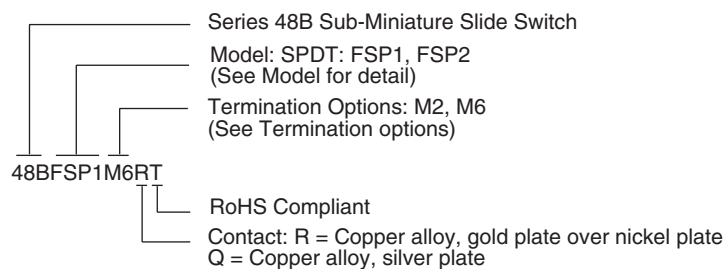 Series 48B Sub-Miniature Slide Switch
Model: SPDT: FSP1, FSP2
(See Model for detail)
Termination Options: M2, M6
(See Termination options)
48BFSP1M6RT
RoHS Compliant
Contact: R = Copper alloy, gold plate over nickel plate
Q = Copper alloy, silver plate